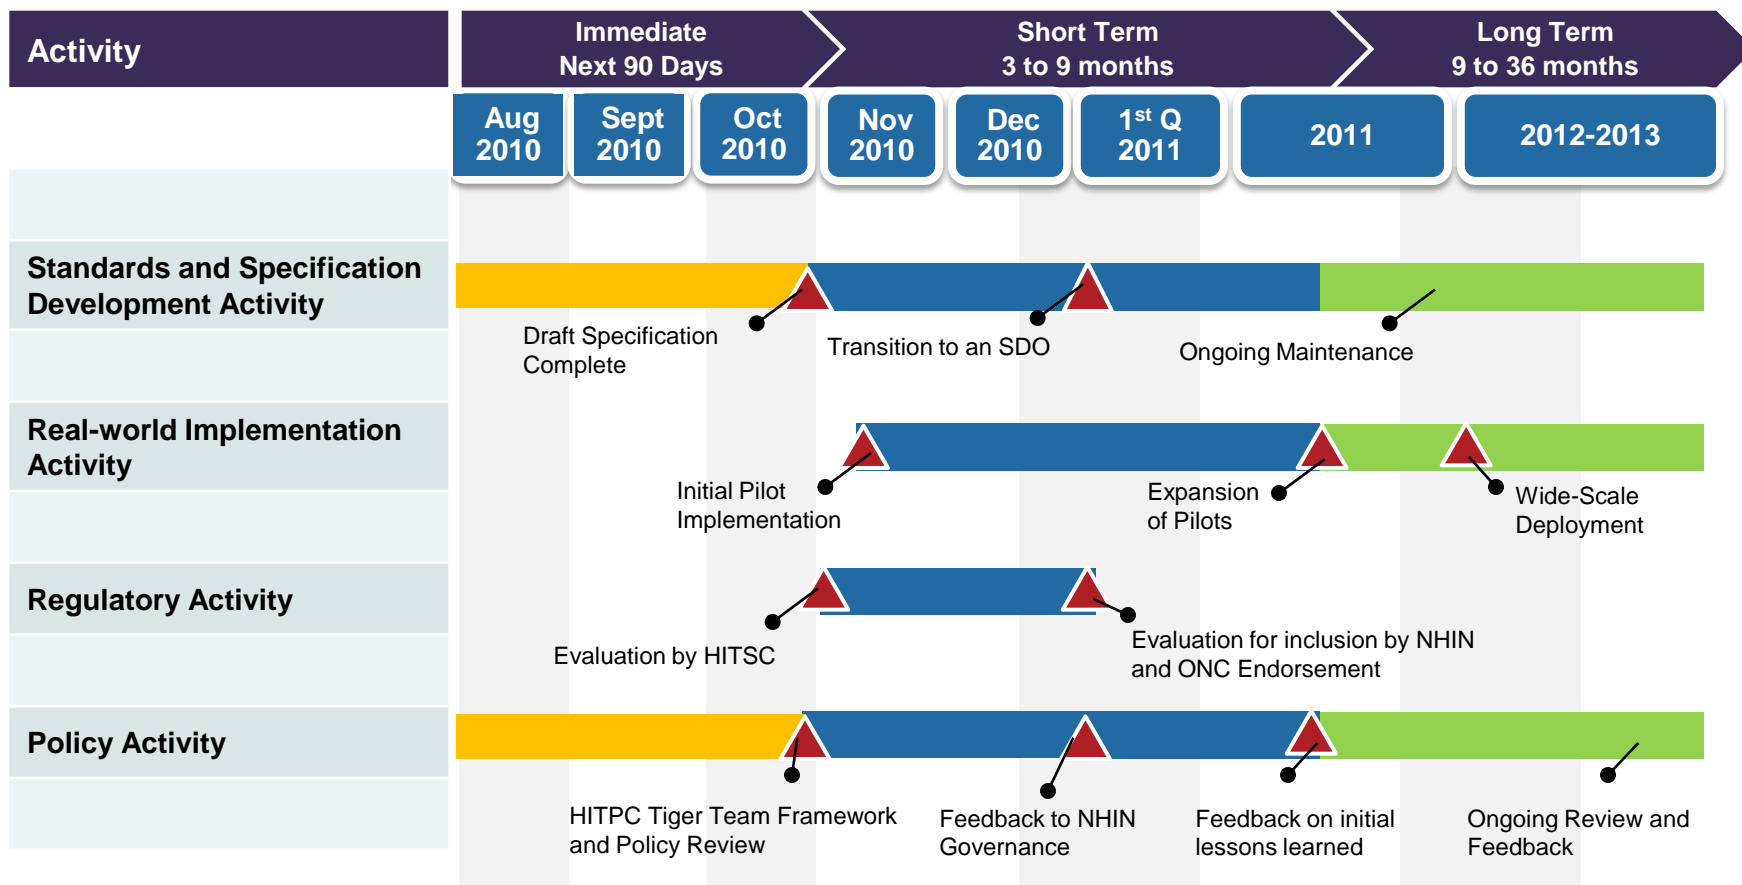 Activity
Immediate
Next 90 Days
Short Term
3 to 9 months
Long Term
9 to 36 months
Aug
2010
Sept
2010
Oct
2010
Nov
2010
Dec
2010
1st Q
2011
2011
2012-2013
Standards and Specification
Development Activity
Draft Specification
Complete
Transition to an SDO
Ongoing Maintenance
Real-world Implementation
Activity
Initial Pilot
Implementation
Expansion
of Pilots
Wide-Scale
Deployment
Regulatory Activity
Evaluation by HITSC
Evaluation for inclusion by NHIN
and ONC Endorsement
Policy Activity
HITPC Tiger Team Framework
and Policy Review
Feedback to NHIN
Governance
Feedback on initial
lessons learned
Ongoing Review and
Feedback